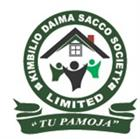 KIMBILIO DAIMA SACCO SOCIETY
LIMITED
"TU PAMOJA"